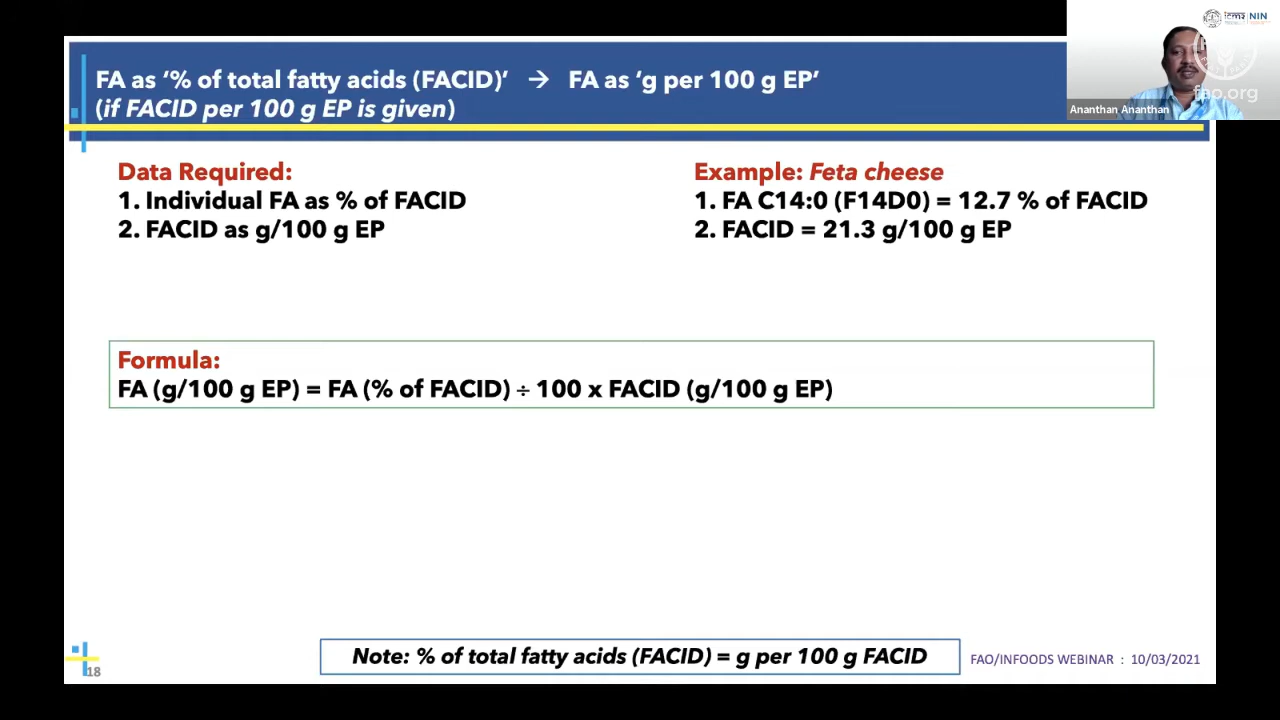 FA as ‘% of total fatty acids (FACID)’ → FA as ‘g per 100 g EP’
(if FACID per 100 g EP is given)
NIN
fao.org
Ananthan Ananthan
Data Required:
1. Individual FA as % of FACID
2. FACID as g/100 g EP
Example: Feta cheese
1. FA C14:0 (F14D0) = 12.7 % of FACID
2. FACID = 21.3 g/100 g EP
Formula:
FA (g/100 g EP) = FA (% of FACID) ÷ 100 x FACID (g/100 g EP)
Note: % of total fatty acids (FACID) = g per 100 g FACID
FAO/INFOODS WEBINAR : 10/03/2021
18